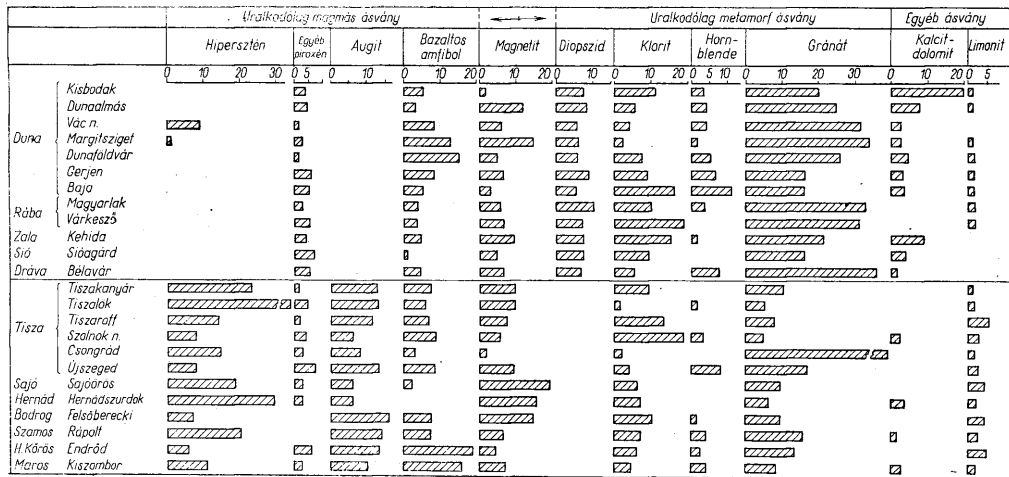 Uralkodólag magmás ásvány Uralkodólag metamorf ásvány Egyéb ásvány
Hipersztén Egyéb piroxén Augit Bazaltos amfibol Magnetit Diopszid Klorit Horn-blende Gránát Kalcit-dolomit Limonit
0 10 20 30 0 5 0 10 0 10 20 0 10 20 0 10 0 10 20 0 5 10 0 10 20 30 0 10 20 0 5
Kisbodak
Dunaalmás
Vác n.
Duna Margitsziget
Dunaföldvár
Gerjen
Baja
Rába Magyarlak
Várkesző
Zala Kehida
Sió Sióagárd
Dráva Bélavár
Tiszakanyár
Tiszalök
Tisza Tiszaroff
Szolnok n.
Csongrád
Újszeged
Sajó Sajóörös
Hernád Hernádszurdok
Bodrog Felsőberecki
Szamos Rápolt
H.Körös Endrőd
Maros Kiszombor